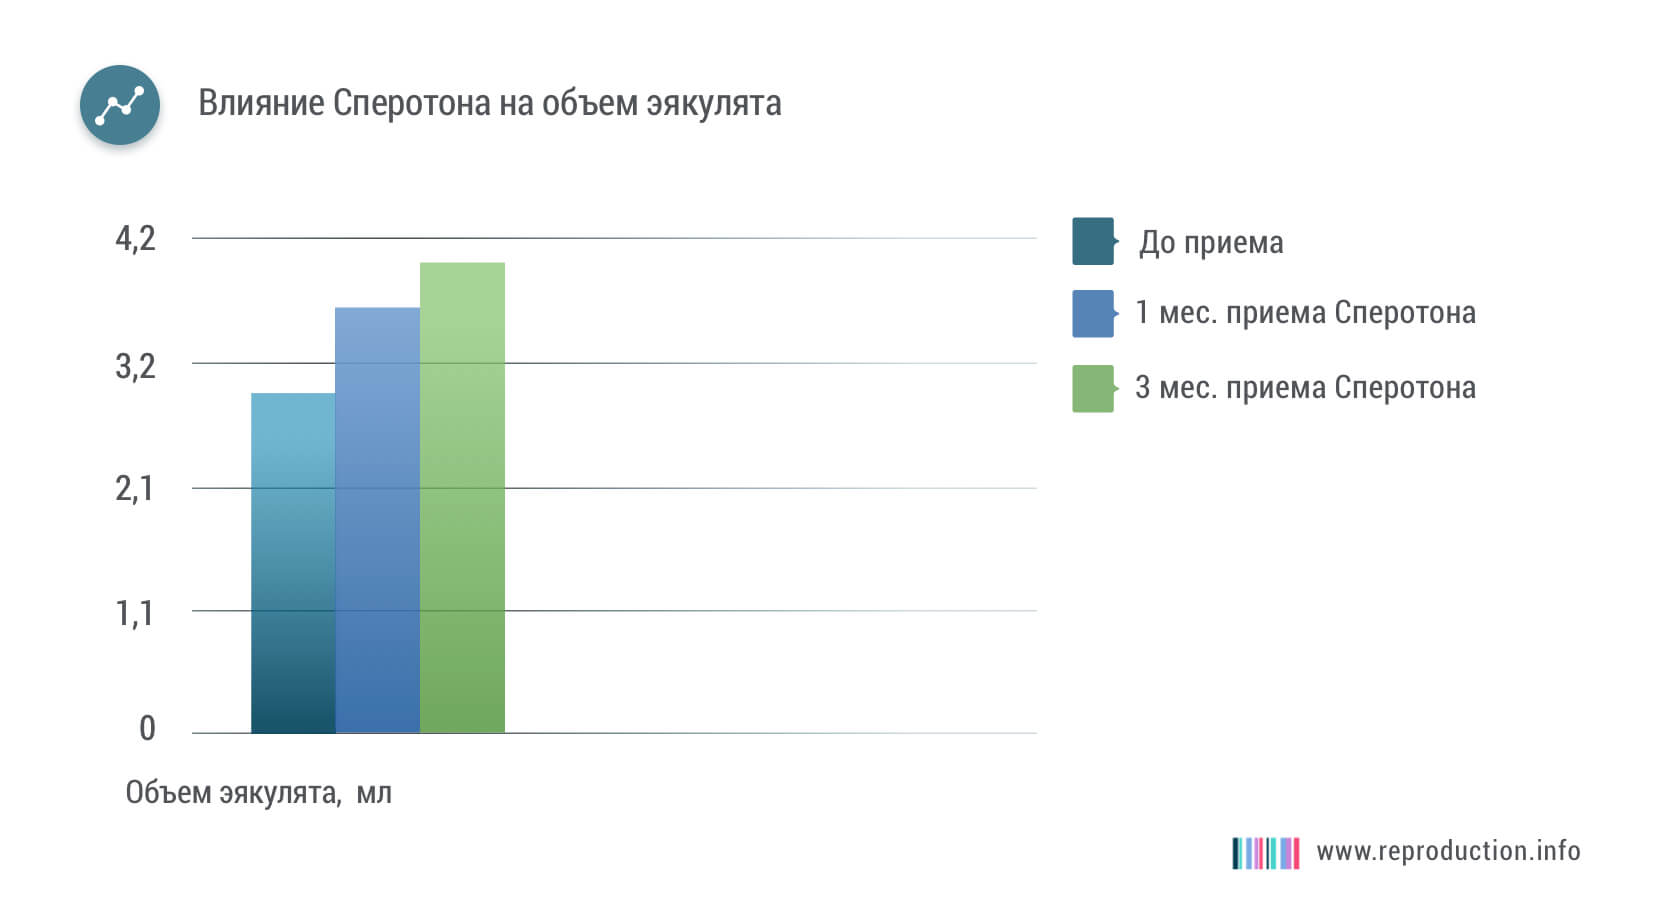 Влияние Сперотона на объем эякулята
4,2
3,2
2,1
1,1
0
Объем эякулята, мл
До приема
1 мес. приема Сперотона
3 мес. приема Сперотона
www.reproduction.info